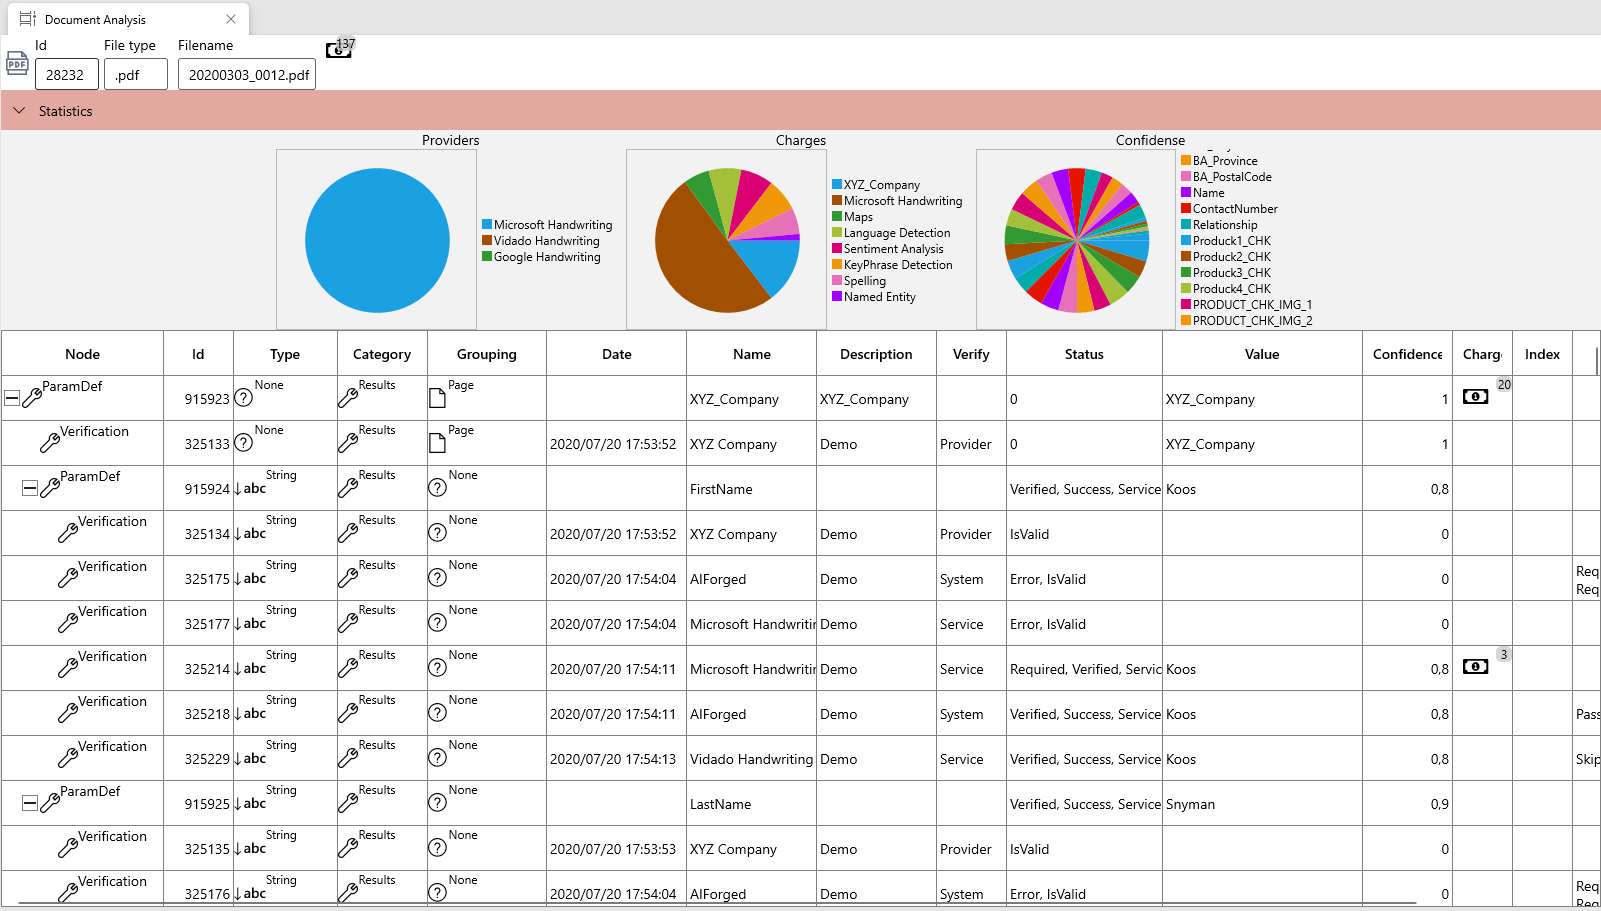 Document Analysis
Id File type Filename 137
PDF 28232 .pdf 20200303_0012.pdf
Statistics
Providers
Microsoft Handwriting
Vidado Handwriting
Google Handwriting
Charges
XYZ_Company
Microsoft Handwriting
Maps
Language Detection
Sentiment Analysis
KeyPhrase Detection
Spelling
Named Entity
Confidense
BA_Province
BA_PostalCode
Name
ContactNumber
Relationship
Produck1_CHK
Produck2_CHK
Produck3_CHK
Produck4_CHK
PRODUCT_CHK_IMG_1
PRODUCT_CHK_IMG_2
Node Id Type Category Grouping Date Name Description Verify Status Value Confidence Charg Index
ParamDef 915923 None Results Page XYZ_Company XYZ_Company 0 XYZ_Company 1 20
Verification 325133 None Results Page 2020/07/20 17:53:52 XYZ Company Demo Provider 0 XYZ_Company 1
ParamDef 915924 abc String Results None FirstName Verified, Success, Service Koos 0,8
Verification 325134 abc String Results None 2020/07/20 17:53:52 XYZ Company Demo Provider IsValid 0
Verification 325175 abc String Results None 2020/07/20 17:54:04 AIForged Demo System Error, IsValid 0 Req
Req
Verification 325177 abc String Results None 2020/07/20 17:54:04 Microsoft Handwritin Demo Service Error, IsValid 0
Verification 325214 abc String Results None 2020/07/20 17:54:11 Microsoft Handwritin Demo Service Required, Verified, Servic Koos 0,8 3
Verification 325218 abc String Results None 2020/07/20 17:54:11 AIForged Demo System Verified, Success, Service Koos 0,8 Pass
Verification 325229 abc String Results None 2020/07/20 17:54:13 Vidado Handwriting Demo Service Verified, Success, Service Koos 0,8 Skip
ParamDef 915925 abc String Results None LastName Verified, Success, Service Snyman 0,9
Verification 325135 abc String Results None 2020/07/20 17:53:53 XYZ Company Demo Provider IsValid 0
Verification 325176 abc String Results None 2020/07/20 17:54:04 AIForged Demo System Error, IsValid 0 Req
Req